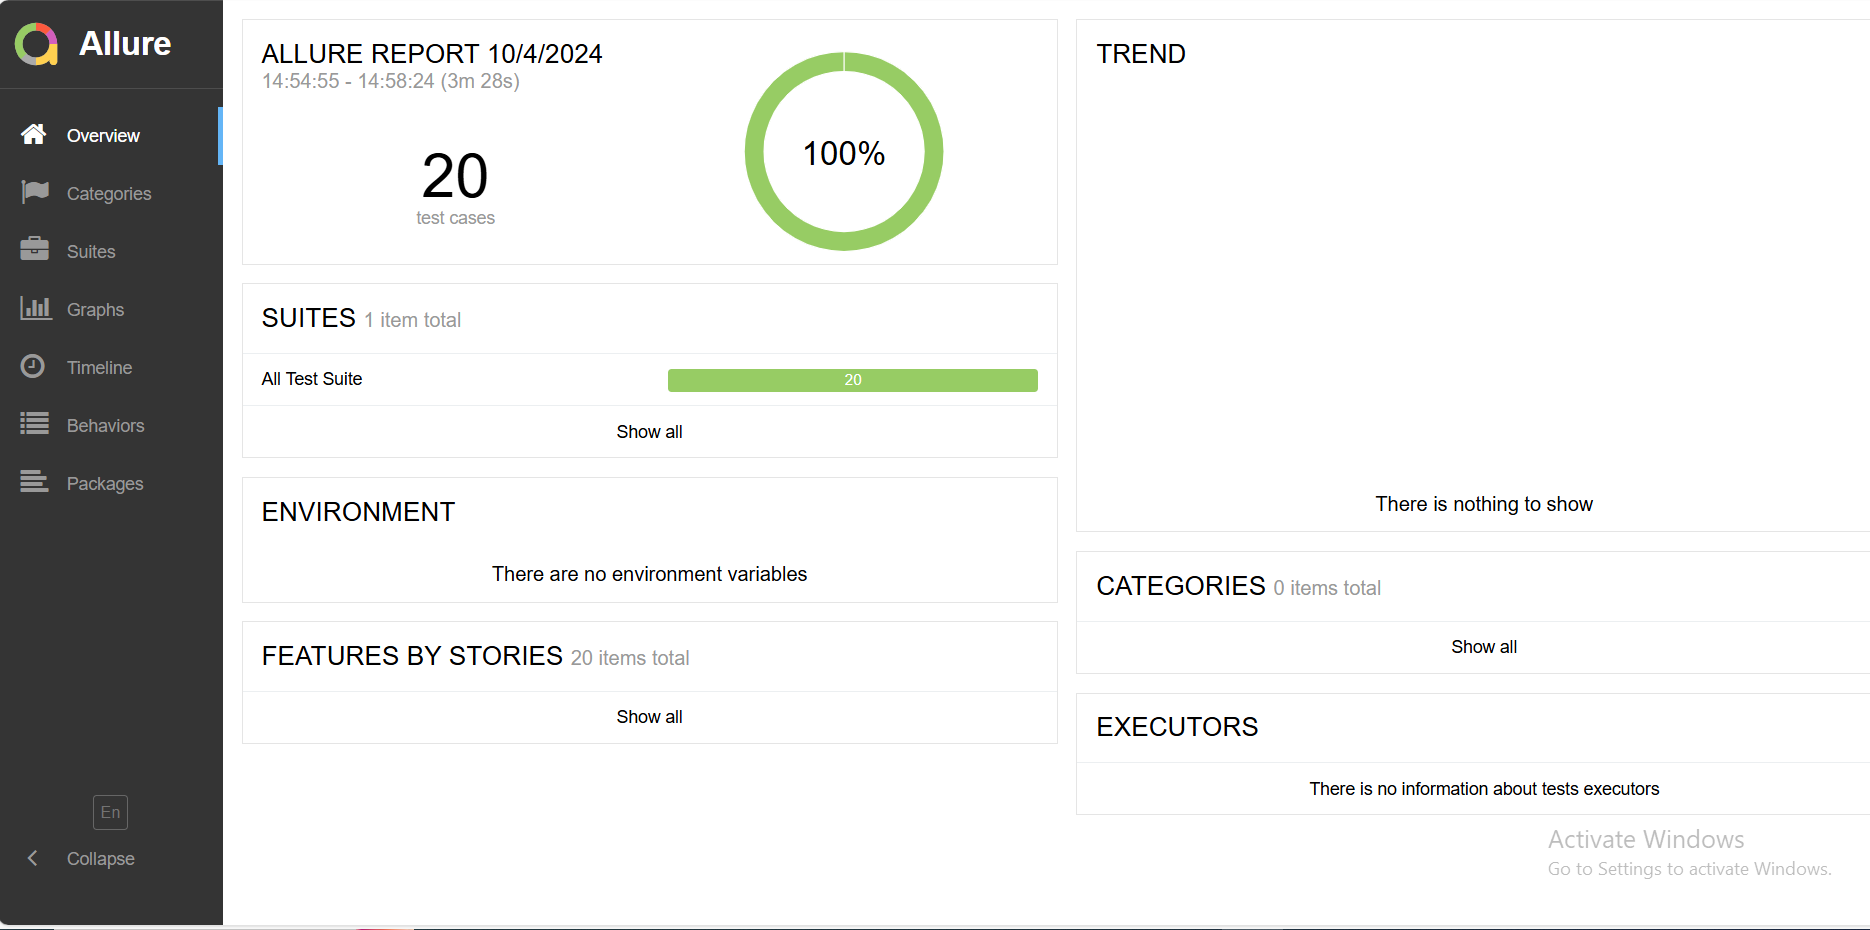 Allure
Overview
Categories
Suites
Graphs
Timeline
Behaviors
Packages
En
Collapse
ALLURE REPORT 10/4/2024
14:54:55 - 14:58:24 (3m 28s)
20
test cases
100%
SUITES 1 item total
All Test Suite
20
Show all
ENVIRONMENT
There are no environment variables
FEATURES BY STORIES 20 items total
Show all
TREND
There is nothing to show
CATEGORIES 0 items total
Show all
EXECUTORS
There is no information about tests executors
Activate Windows
Go to Settings to activate Windows.